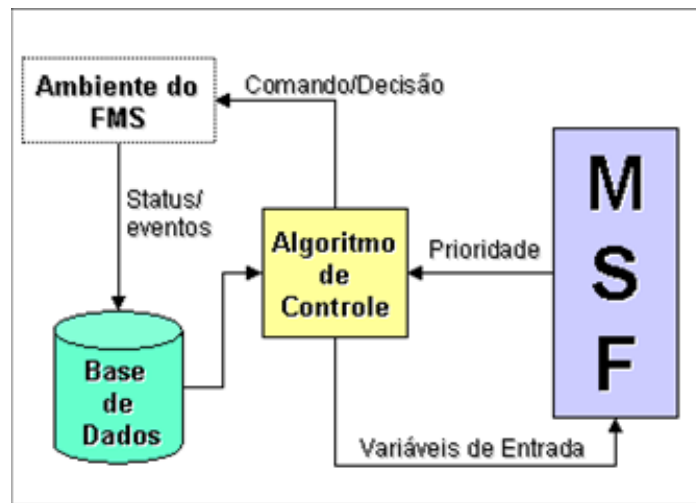 Ambiente do
FMS
Comando/Decisão
Status/
eventos
Algoritmo
de
Controle
Prioridade
M
S
F
Base
de
Dados
Variáveis de Entrada